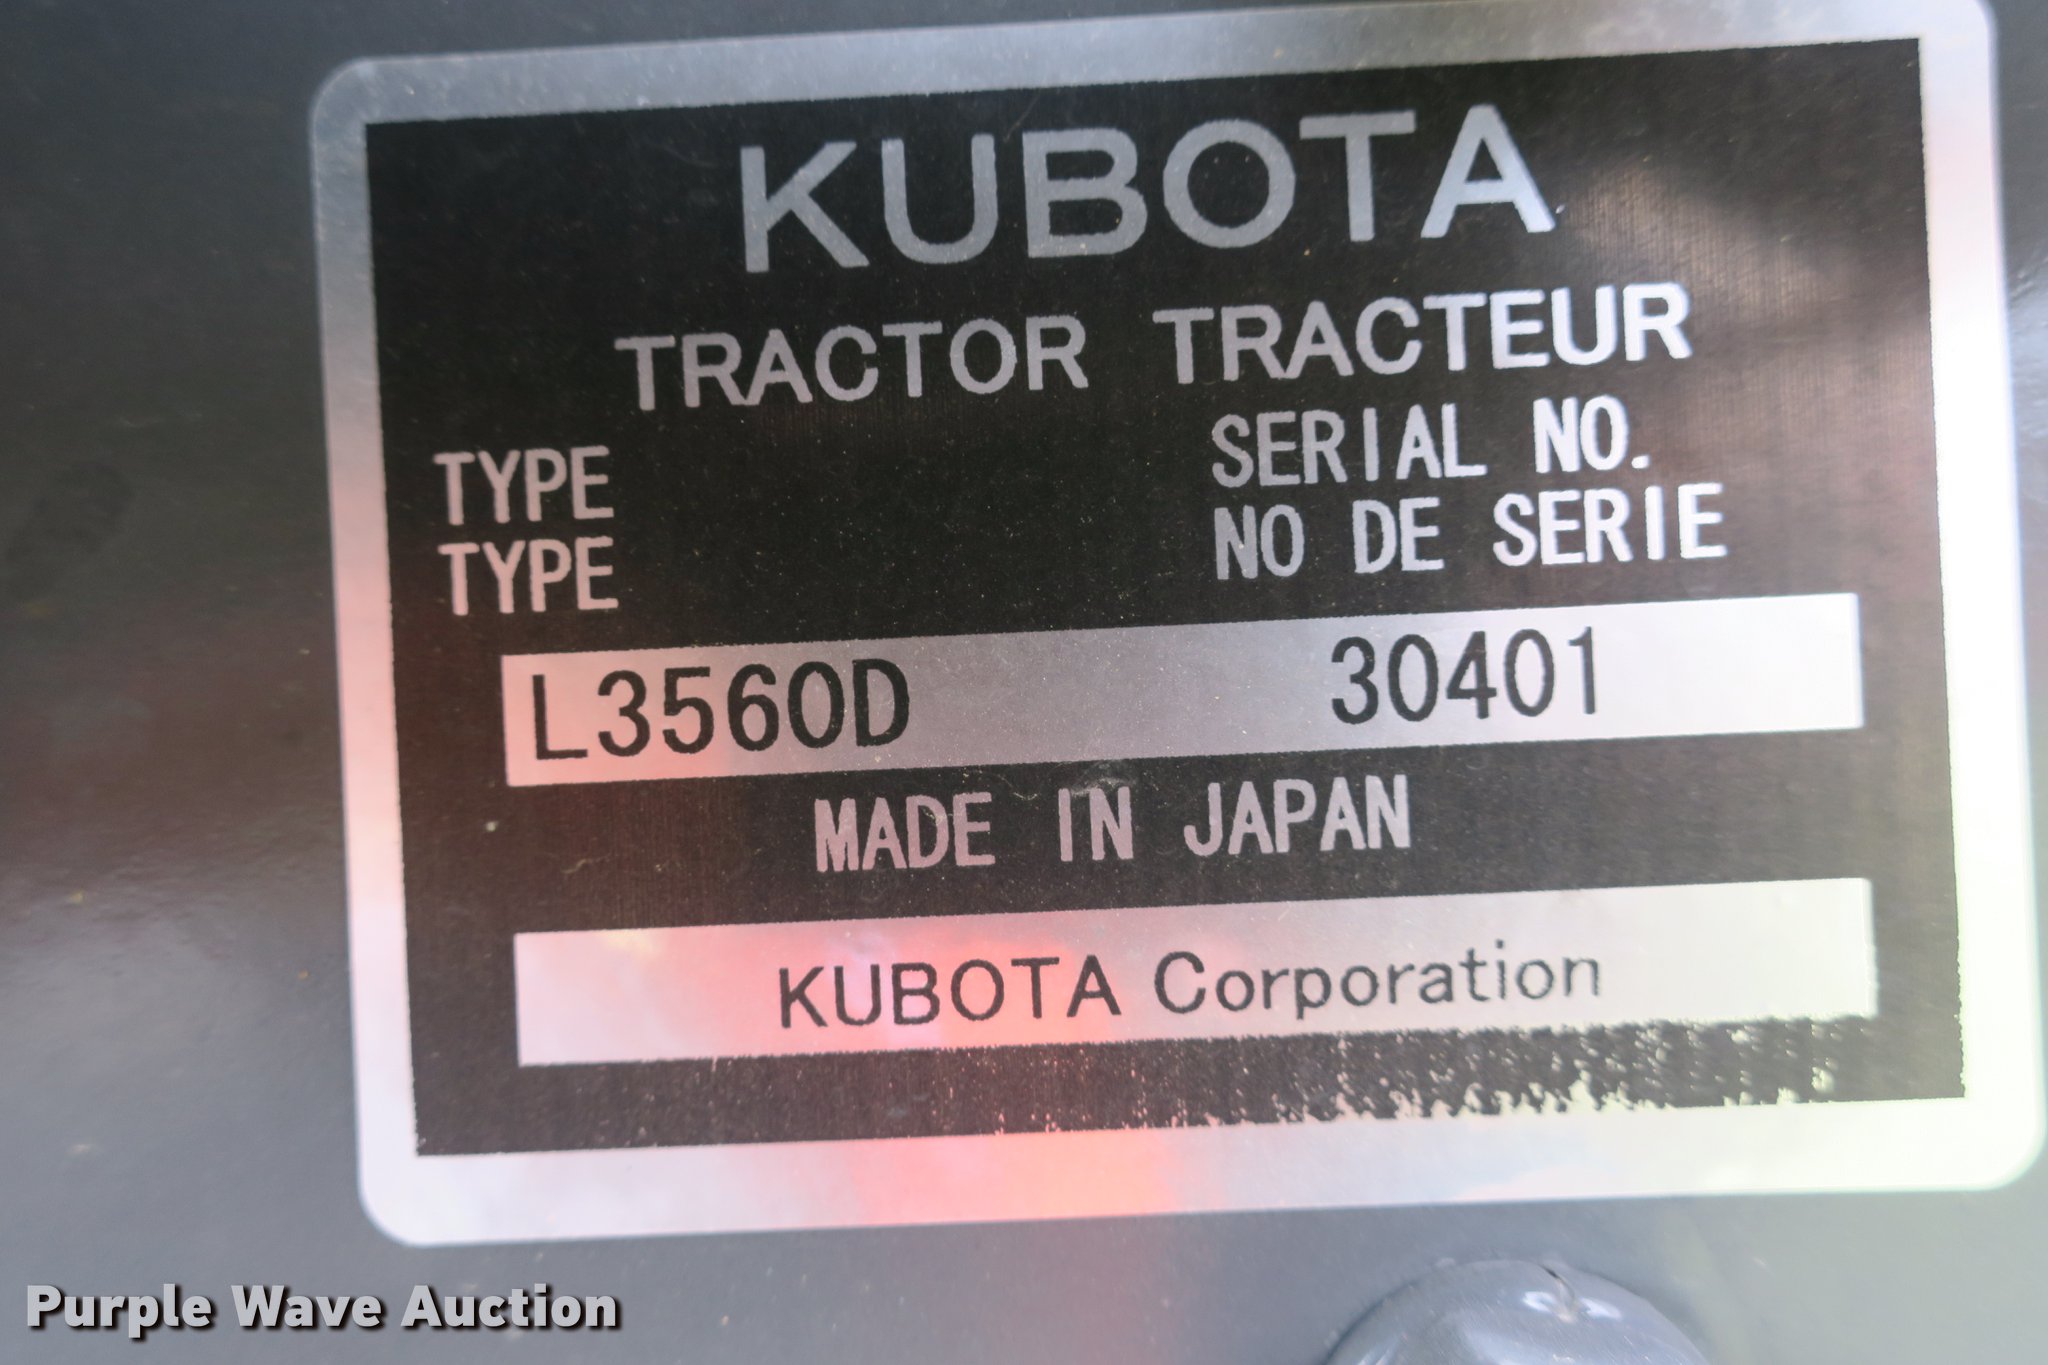 KUBOTA
TRACTOR TRACTEUR
TYPE SERIAL NO.
TYPE NO DE SERIE
L3560D 30401
MADE IN JAPAN
KUBOTA Corporation
Purple Wave Auction